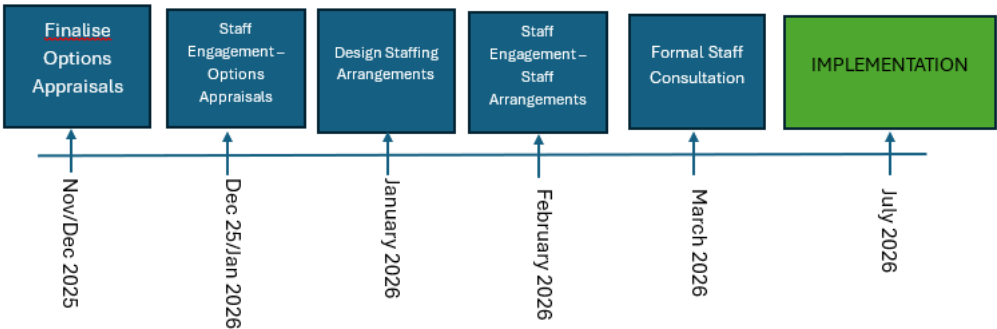 Finalise
Options
Appraisals
Staff
Engagement –
Options
Appraisals
Design Staffing
Arrangements
Staff
Engagement –
Staff
Arrangements
Formal Staff
Consultation
IMPLEMENTATION
Nov/Dec 2025
Dec 25/Jan 2026
January 2026
February 2026
March 2026
July 2026